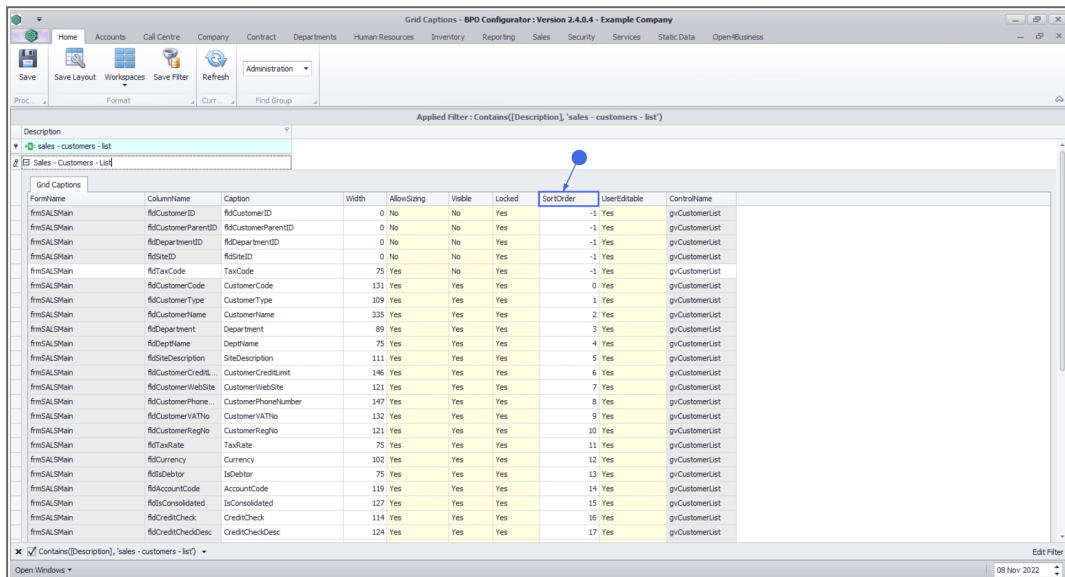 Grid Captions - BPO Configurator : Version 2.4.0.4 - Example Company
Home Accounts Call Centre Company Contract Departments Human Resources Inventory Reporting Sales Security Services Static Data Open4Business
Save Save Layout Workspaces Save Filter Refresh Administration
Proc... Format Curr... Find Group
Applied Filter : Contains([Description], 'sales - customers - list')
Description
sales - customers - list
Sales - Customers - List
Grid Captions
FormName ColumnName Caption Width AllowSizing Visible Locked SortOrder UserEditable ControlName
frmSALSMain fldCustomerID fldCustomerID 0 No No Yes -1 Yes gvCustomerList
frmSALSMain fldCustomerParentID fldCustomerParentID 0 No No Yes -1 Yes gvCustomerList
frmSALSMain fldDepartmentID fldDepartmentID 0 No No Yes -1 Yes gvCustomerList
frmSALSMain fldSiteID fldSiteID 0 No No Yes -1 Yes gvCustomerList
frmSALSMain fldTaxCode TaxCode 75 Yes No Yes -1 Yes gvCustomerList
frmSALSMain fldCustomerCode CustomerCode 131 Yes Yes Yes 0 Yes gvCustomerList
frmSALSMain fldCustomerType CustomerType 109 Yes Yes Yes 1 Yes gvCustomerList
frmSALSMain fldCustomerName CustomerName 335 Yes Yes Yes 2 Yes gvCustomerList
frmSALSMain fldDepartment Department 89 Yes Yes Yes 3 Yes gvCustomerList
frmSALSMain fldDeptName DeptName 75 Yes Yes Yes 4 Yes gvCustomerList
frmSALSMain fldSiteDescription SiteDescription 111 Yes Yes Yes 5 Yes gvCustomerList
frmSALSMain fldCustomerCreditL... CustomerCreditLimit 146 Yes Yes Yes 6 Yes gvCustomerList
frmSALSMain fldCustomerWebSite CustomerWebSite 121 Yes Yes Yes 7 Yes gvCustomerList
frmSALSMain fldCustomerPhone... CustomerPhoneNumber 147 Yes Yes Yes 8 Yes gvCustomerList
frmSALSMain fldCustomerVATNo CustomerVATNo 132 Yes Yes Yes 9 Yes gvCustomerList
frmSALSMain fldCustomerRegNo CustomerRegNo 121 Yes Yes Yes 10 Yes gvCustomerList
frmSALSMain fldTaxRate TaxRate 75 Yes Yes Yes 11 Yes gvCustomerList
frmSALSMain fldCurrency Currency 102 Yes Yes Yes 12 Yes gvCustomerList
frmSALSMain fldIsDebtor IsDebtor 75 Yes Yes Yes 13 Yes gvCustomerList
frmSALSMain fldAccountCode AccountCode 119 Yes Yes Yes 14 Yes gvCustomerList
frmSALSMain fldIsConsolidated IsConsolidated 127 Yes Yes Yes 15 Yes gvCustomerList
frmSALSMain fldCreditCheck CreditCheck 114 Yes Yes Yes 16 Yes gvCustomerList
frmSALSMain fldCreditCheckDesc CreditCheckDesc 124 Yes Yes Yes 17 Yes gvCustomerList
Contains([Description], 'sales - customers - list') Edit Filter
Open Windows 08 Nov 2022